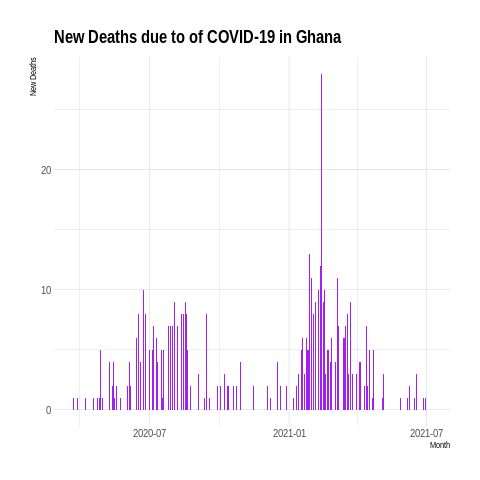 New Deaths due to of COVID-19 in Ghana
New Deaths
20
10
0
2020-07
2021-01
2021-07
Month